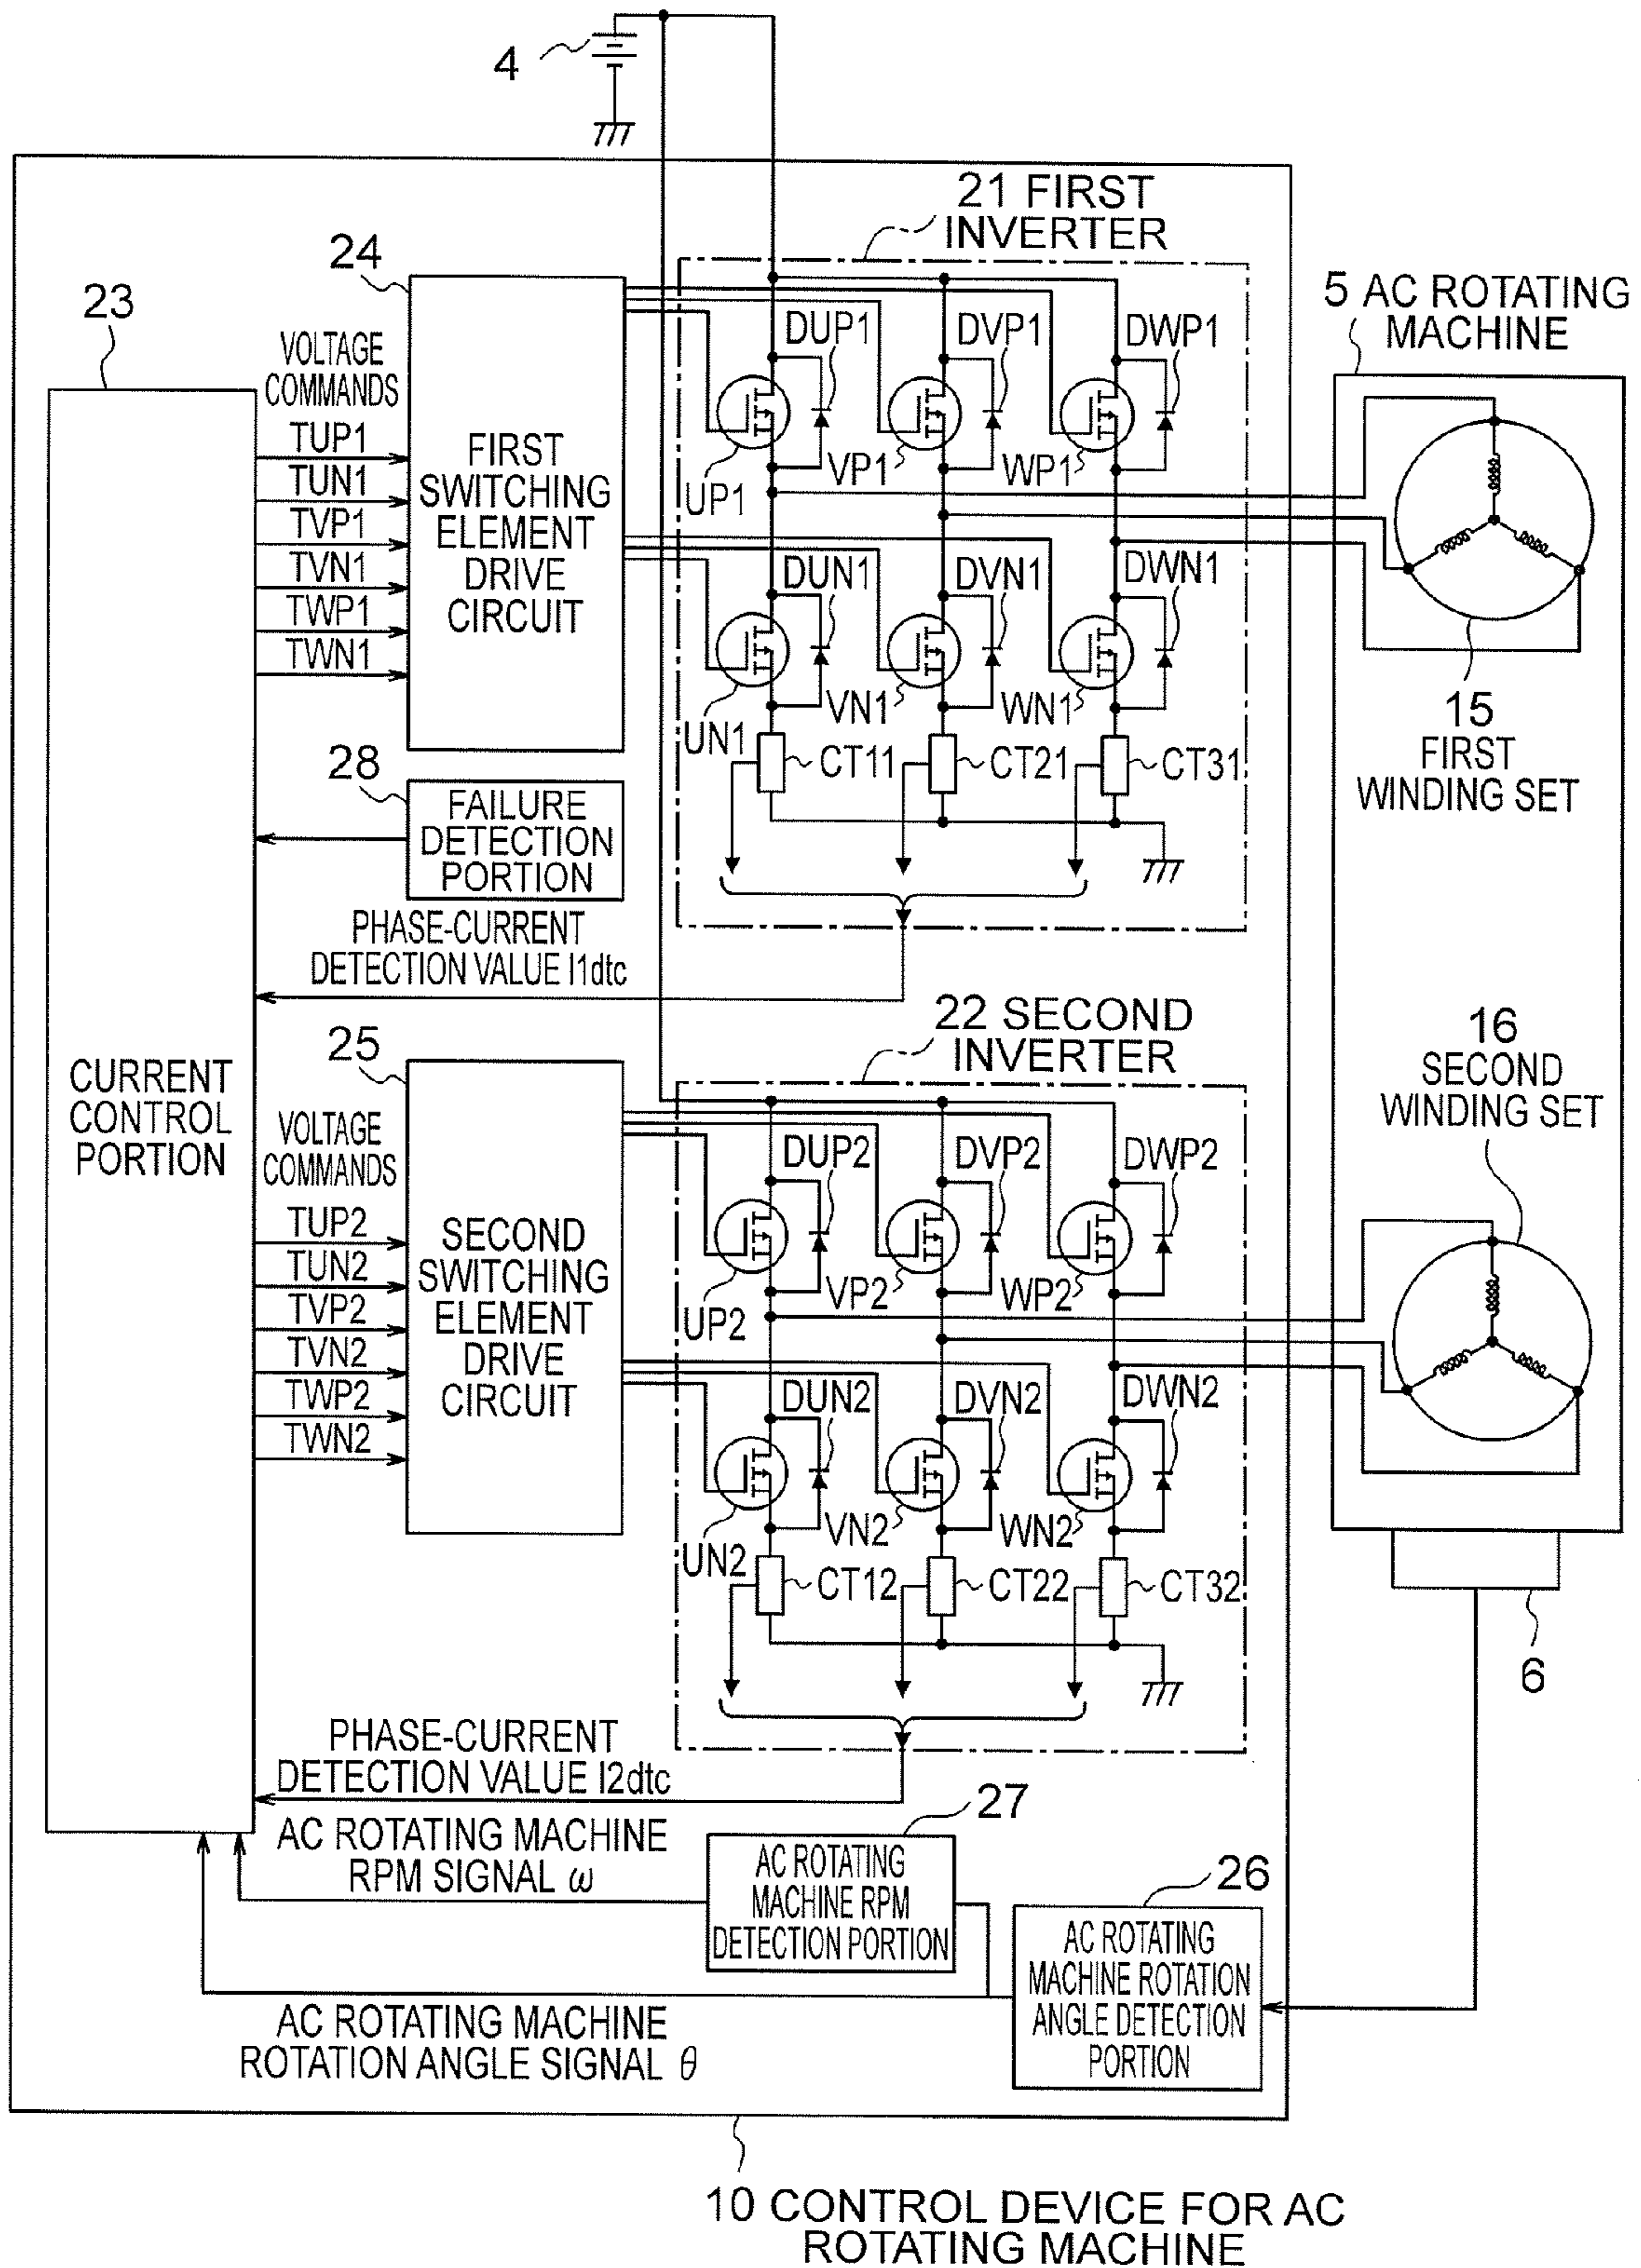 4
21 FIRST
INVERTER
24
23
VOLTAGE
COMMANDS
TUP1
TUN1
TVP1
TVN1
TWP1
TWN1
FIRST
SWITCHING
ELEMENT
DRIVE
CIRCUIT
DUP1
DVP1
DWP1
UP1
VP1
WP1
DUN1
DVN1
DWN1
UN1
VN1
WN1
CT11
CT21
CT31
5 AC ROTATING
MACHINE
15
FIRST
WINDING SET
28
FAILURE
DETECTION
PORTION
PHASE-CURRENT
DETECTION VALUE I1dtc
CURRENT
CONTROL
PORTION
22 SECOND
INVERTER
25
VOLTAGE
COMMANDS
TUP2
TUN2
TVP2
TVN2
TWP2
TWN2
SECOND
SWITCHING
ELEMENT
DRIVE
CIRCUIT
DUP2
DVP2
DWP2
UP2
VP2
WP2
DUN2
DVN2
DWN2
UN2
VN2
WN2
CT12
CT22
CT32
16
SECOND
WINDING SET
6
PHASE-CURRENT
DETECTION VALUE I2dtc
AC ROTATING MACHINE
RPM SIGNAL ω
27
AC ROTATING
MACHINE RPM
DETECTION PORTION
26
AC ROTATING
MACHINE ROTATION
ANGLE DETECTION
PORTION
AC ROTATING MACHINE
ROTATION ANGLE SIGNAL θ
10 CONTROL DEVICE FOR AC
ROTATING MACHINE